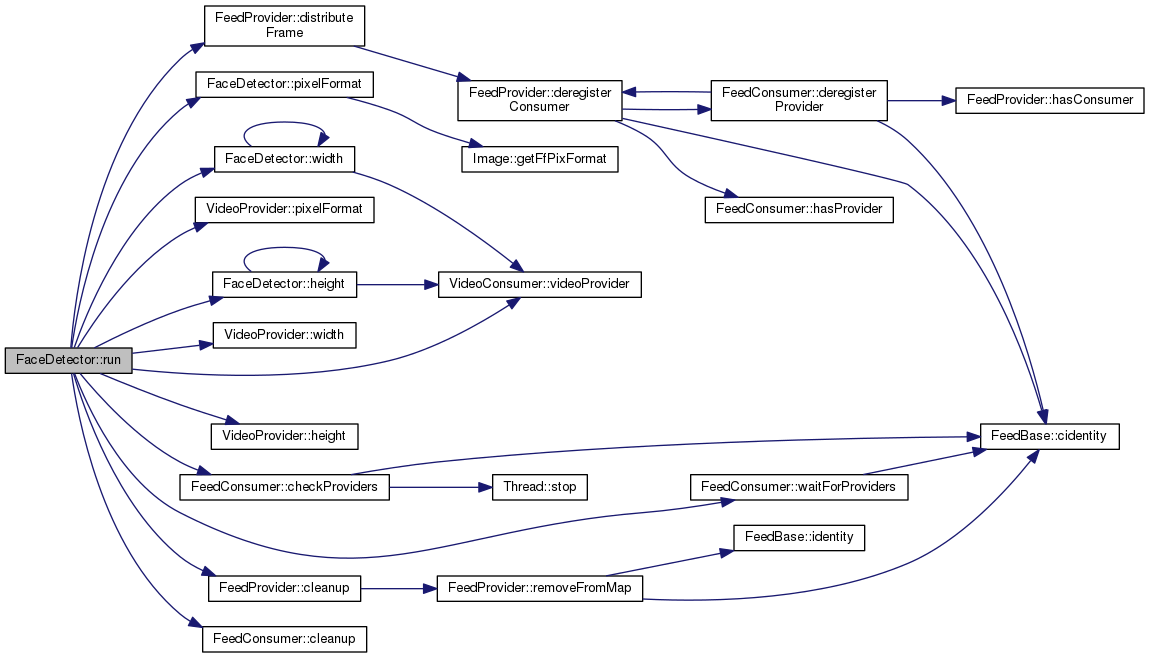 FeedProvider::distribute
Frame
FaceDetector::pixelFormat
FeedProvider::deregister
Consumer
FeedConsumer::deregister
Provider
FeedProvider::hasConsumer
FaceDetector::width
Image::getFfPixFormat
VideoProvider::pixelFormat
FeedConsumer::hasProvider
FaceDetector::height
VideoConsumer::videoProvider
VideoProvider::width
FaceDetector::run
VideoProvider::height
FeedBase::cidentity
FeedConsumer::checkProviders
Thread::stop
FeedConsumer::waitForProviders
FeedBase::identity
FeedProvider::cleanup
FeedProvider::removeFromMap
FeedConsumer::cleanup